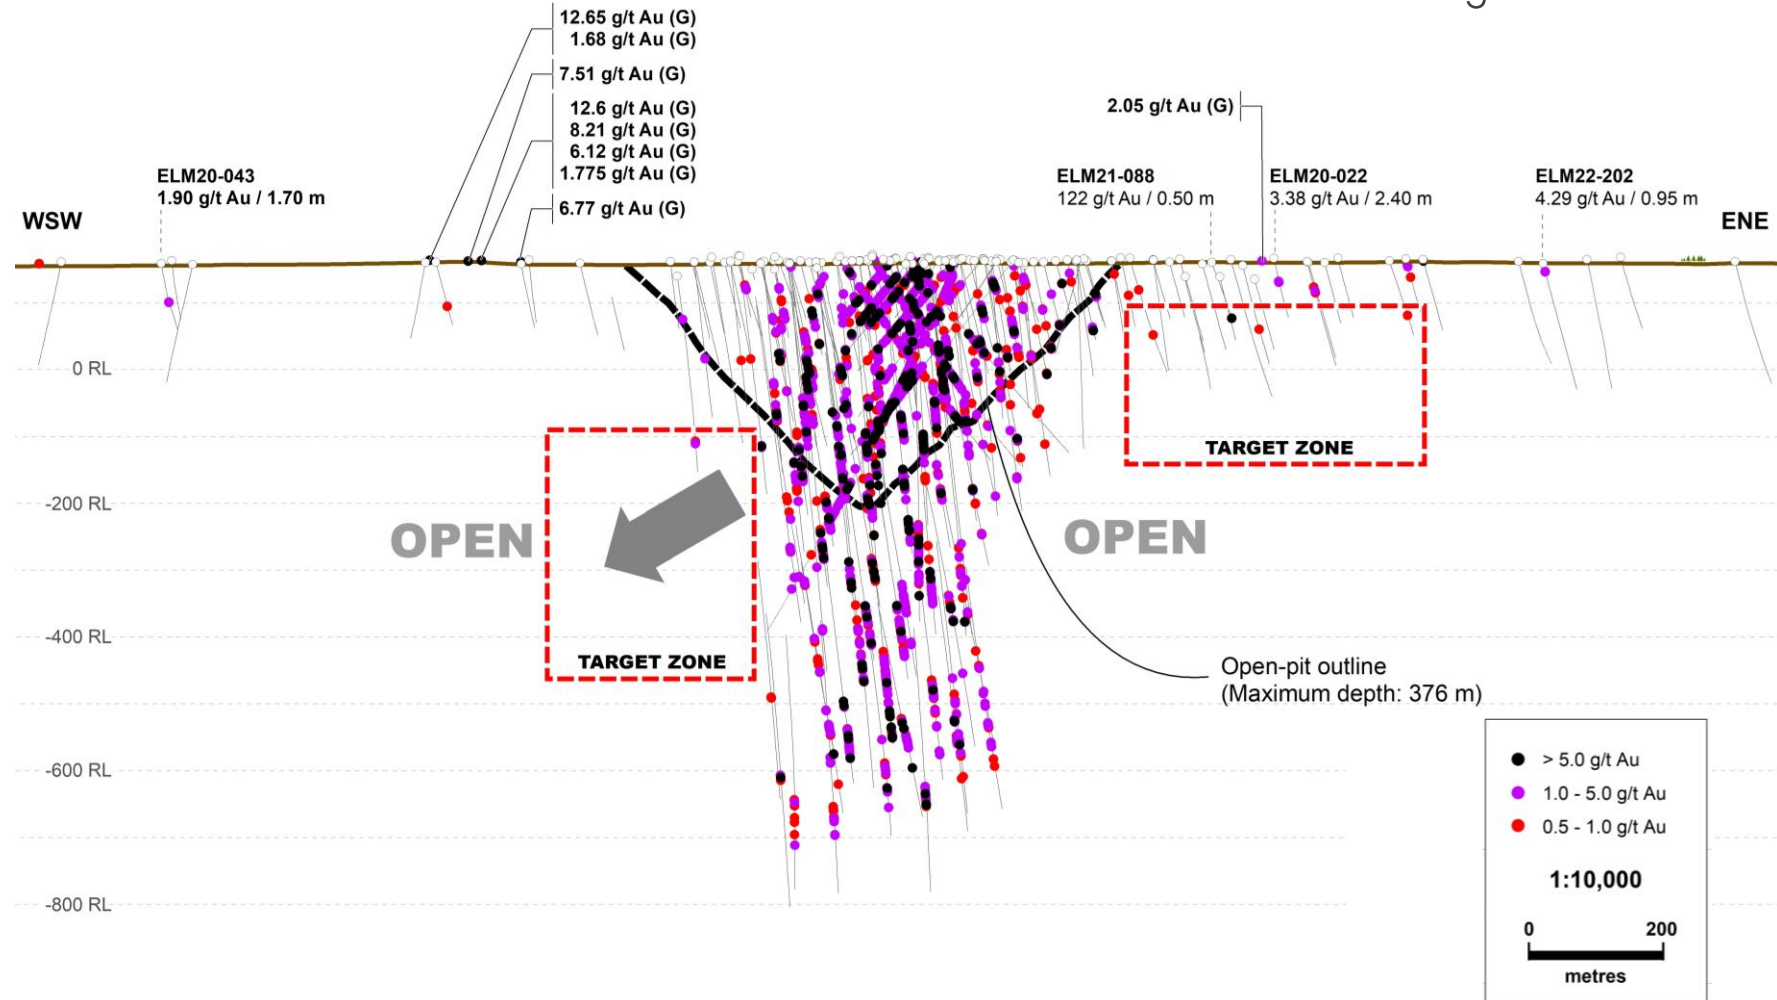 12.65 g/t Au (G)
1.68 g/t Au (G)
7.51 g/t Au (G)
12.6 g/t Au (G)
8.21 g/t Au (G)
6.12 g/t Au (G)
1.775 g/t Au (G)
6.77 g/t Au (G)
2.05 g/t Au (G)
ELM20-043
1.90 g/t Au / 1.70 m
ELM21-088
122 g/t Au / 0.50 m
ELM20-022
3.38 g/t Au / 2.40 m
ELM22-202
4.29 g/t Au / 0.95 m
WSW
ENE
0 RL
TARGET ZONE
-200 RL
OPEN
OPEN
-400 RL
TARGET ZONE
Open-pit outline
(Maximum depth: 376 m)
-600 RL
> 5.0 g/t Au
1.0 - 5.0 g/t Au
0.5 - 1.0 g/t Au
1:10,000
-800 RL
0 200
metres